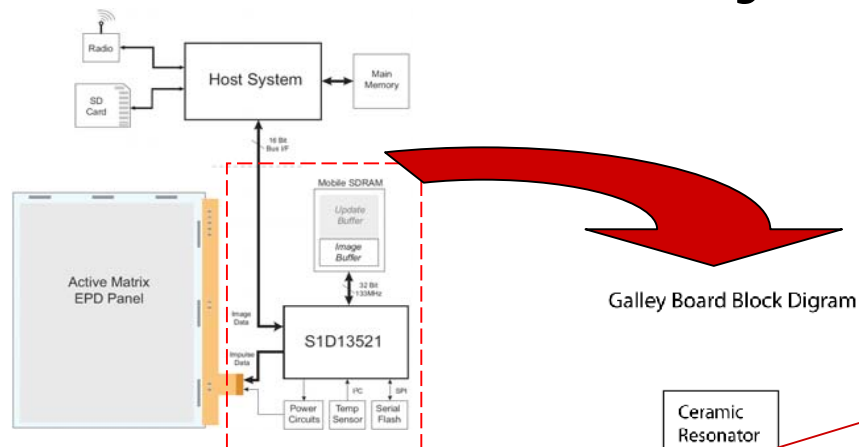 Radio
SD
Card
Host System
Main
Memory
16 Bit
Bus I/F
Mobile SDRAM
Update
Buffer
Image
Buffer
32 Bit
133MHz
Active Matrix
EPD Panel
Image
Data
S1D13521
Impulse
Data
I²C
SPI
Power
Circuits
Temp
Sensor
Serial
Flash
Galley Board Block Digram
Ceramic
Resonator